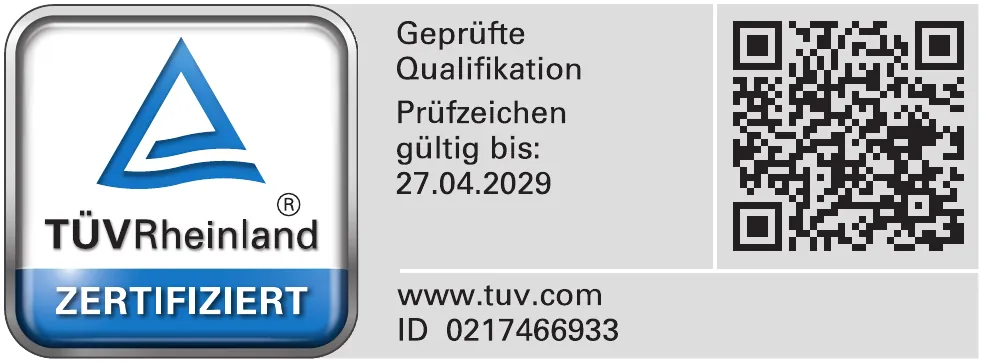 TÜVRheinland®
ZERTIFIZIERT
Geprüfte
Qualifikation
Prüfzeichen
gültig bis:
27.04.2029
www.tuv.com
ID 0217466933